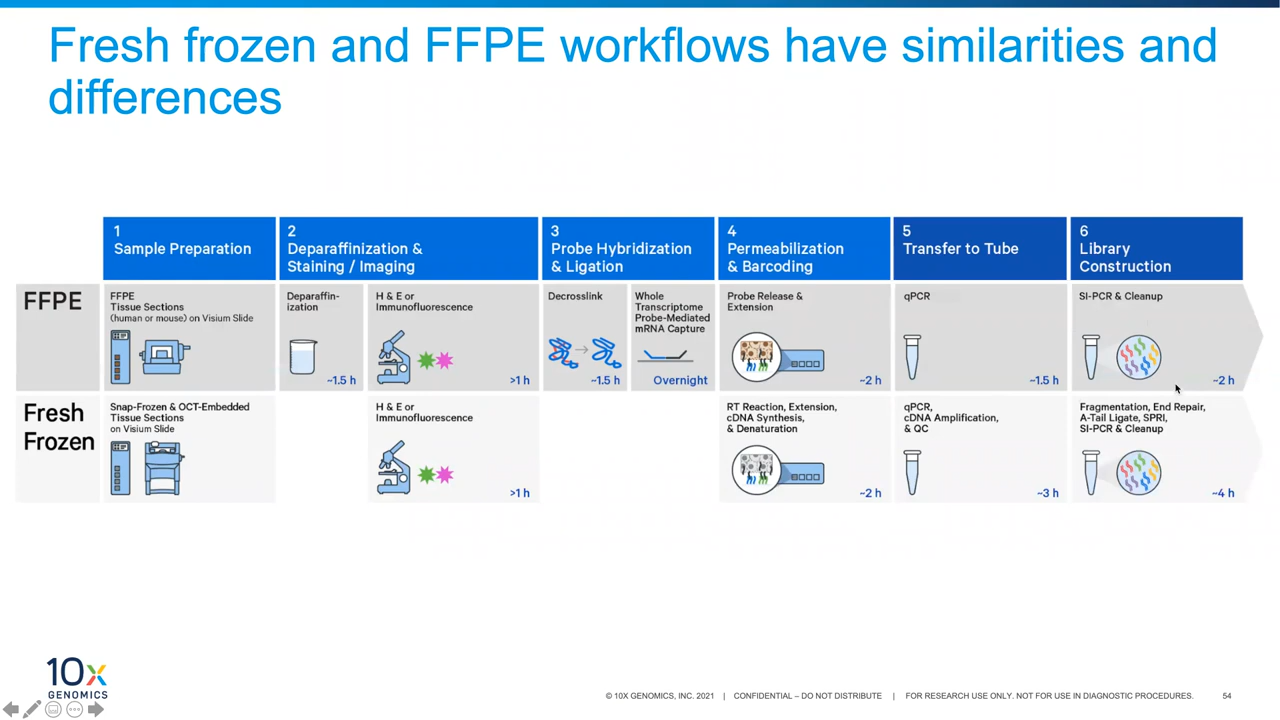 Fresh frozen and FFPE workflows have similarities and
differences
1
Sample Preparation
2
Deparaffinization &
Staining / Imaging
3
Probe Hybridization
& Ligation
4
Permeabilization
& Barcoding
5
Transfer to Tube
6
Library
Construction
FFPE
FFPE
Tissue Sections
(human or mouse) on Visium Slide
Deparaffin-
ization
~1.5 h
H & E or
Immunofluorescence
>1 h
Decrosslink
~1.5 h
Whole
Transcriptome
Probe-Mediated
mRNA Capture
Overnight
Probe Release &
Extension
~2 h
qPCR
~1.5 h
SI-PCR & Cleanup
~2 h
Fresh
Frozen
Snap-Frozen & OCT-Embedded
Tissue Sections
on Visium Slide
H & E or
Immunofluorescence
>1 h
RT Reaction, Extension,
cDNA Synthesis,
& Denaturation
~2 h
qPCR,
cDNA Amplification,
& QC
~3 h
Fragmentation, End Repair,
A-Tail Ligate, SPRI,
SI-PCR & Cleanup
~4 h
10x
GENOMICS
© 10X GENOMICS, INC. 2021 | CONFIDENTIAL – DO NOT DISTRIBUTE | FOR RESEARCH USE ONLY. NOT FOR USE IN DIAGNOSTIC PROCEDURES. 54